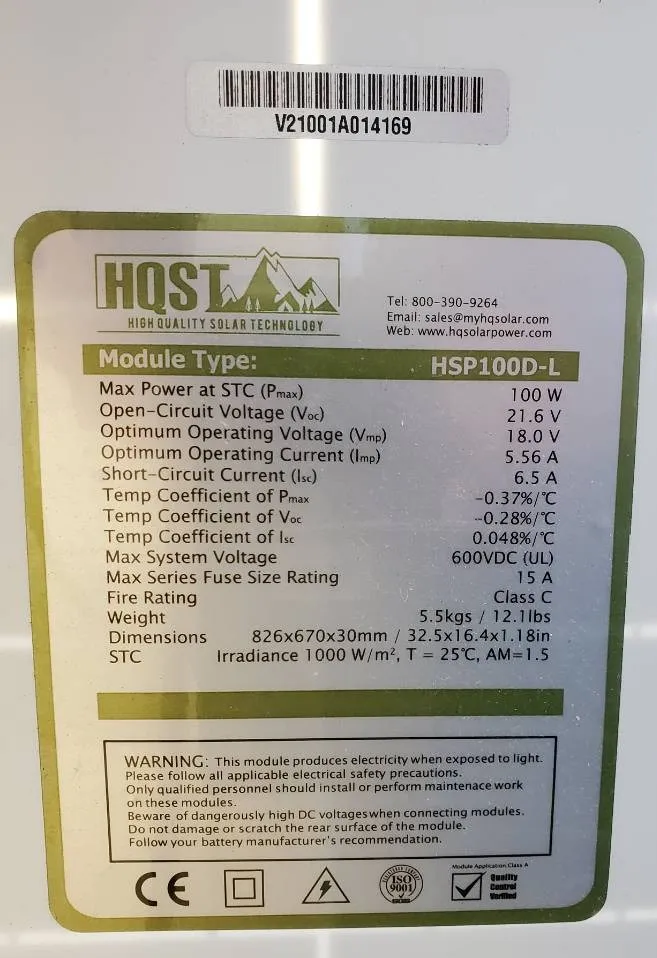 V21001A014169
HQST
HIGH QUALITY SOLAR TECHNOLOGY
Tel: 800-390-9264
Email: sales@myhqsolar.com
Web: www.hqsolarpower.com
Module Type: HSP100D-L
Max Power at STC (Pmax) 100 W
Open-Circuit Voltage (Voc) 21.6 V
Optimum Operating Voltage (Vmp) 18.0 V
Optimum Operating Current (Imp) 5.56 A
Short-Circuit Current (Isc) 6.5 A
Temp Coefficient of Pmax -0.37%/℃
Temp Coefficient of Voc -0.28%/℃
Temp Coefficient of Isc 0.048%/℃
Max System Voltage 600VDC (UL)
Max Series Fuse Size Rating 15 A
Fire Rating Class C
Weight 5.5kgs / 12.1lbs
Dimensions 826x670x30mm / 32.5x16.4x1.18in
STC Irradiance 1000 W/m², T = 25℃, AM=1.5
WARNING: This module produces electricity when exposed to light.
Please follow all applicable electrical safety precautions.
Only qualified personnel should install or perform maintenace work
on these modules.
Beware of dangerously high DC voltages when connecting modules.
Do not damage or scratch the rear surface of the module.
Follow your battery manufacturer's recommendation.
Module Application Class A
CE
ISO
9001
SGS
Quality
Control
Verified